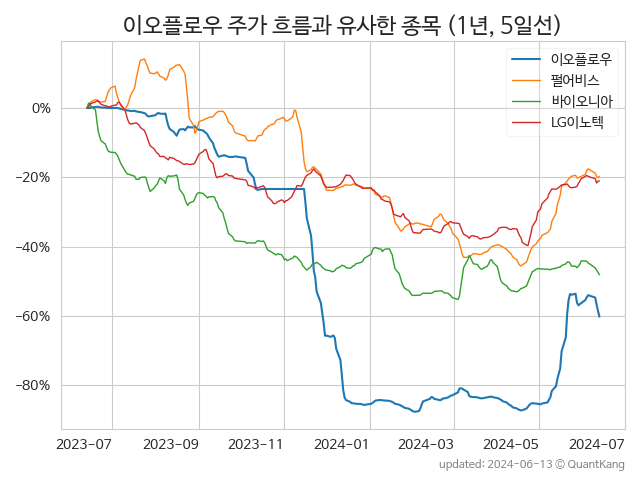 이오플로우 주가 흐름과 유사한 종목 (1년, 5일선)
이오플로우
펄어비스
바이오니아
LG이노텍
0%
−20%
−40%
−60%
−80%
2023-07 2023-09 2023-11 2024-01 2024-03 2024-05 2024-07
updated: 2024-06-13 © QuantKang